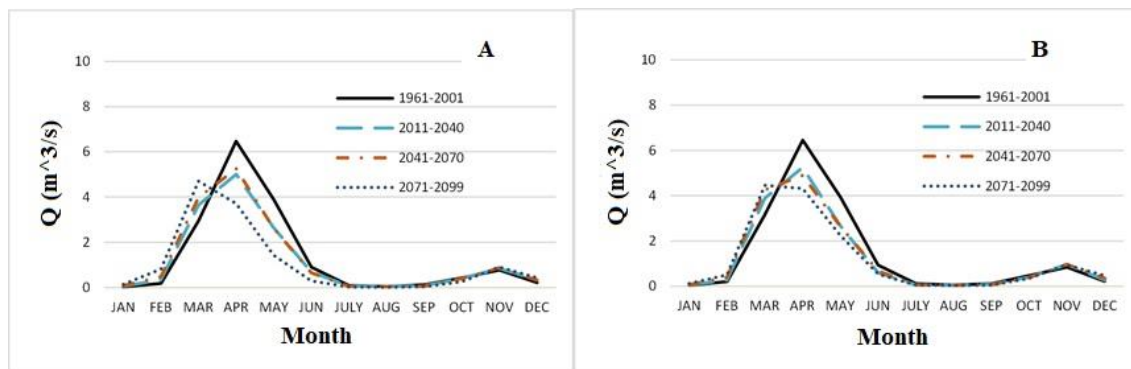 A
Q (m^3/s)
10
8
6
4
2
0
1961-2001
2011-2040
2041-2070
2071-2099
JAN FEB MAR APR MAY JUN JULY AUG SEP OCT NOV DEC
Month
B
Q (m^3/s)
10
8
6
4
2
0
1961-2001
2011-2040
2041-2070
2071-2099
JAN FEB MAR APR MAY JUN JULY AUG SEP OCT NOV DEC
Month